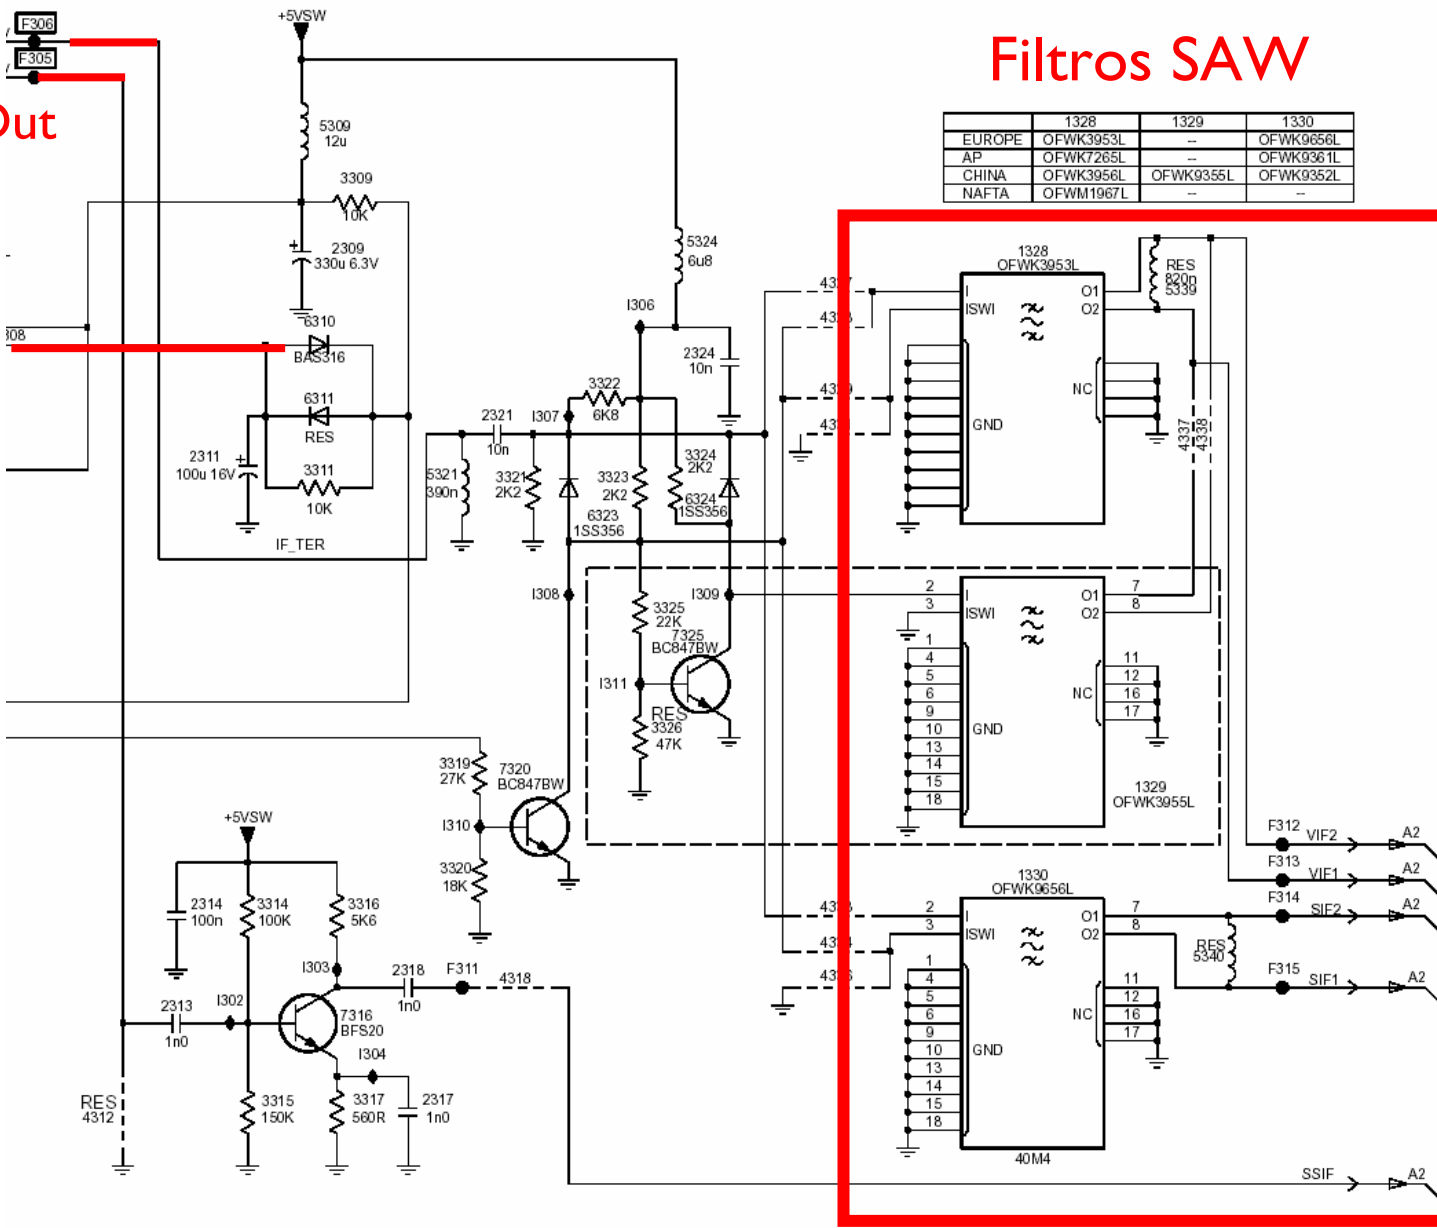 F306
F305
Out
+5VSW
Filtros SAW
1328 1329 1330
EUROPE OFWK3953L -- OFWK9656L
AP OFWK7265L -- OFWK9361L
CHINA OFWK3956L OFWK9355L OFWK9352L
NAFTA OFWM1967L -- --
5309
12u
3309
10K
2309
330u 6.3V
5324
6u8
I306
6310
BAS316
308
2324
10n
3322
6K8
6311
RES
2311
100u 16V
3311
10K
2321
10n
I307
5321
390n
3321
2K2
3323
2K2
3324
2K2
6324
1SS356
6323
1SS356
IF_TER
I308
I309
3325
22K
7325
BC847BW
I311
RES
3326
47K
3319
27K
7320
BC847BW
I310
3320
18K
1328
OFWK3953L
I
ISWI
O1
O2
NC
GND
RES
820n
5339
4337
4338
2 I
3 ISWI
O1 7
O2 8
1
4
5
6
9
10
13
14
15
18
GND
NC
11
12
16
17
1329
OFWK3955L
1330
OFWK9656L
2 I
3 ISWI
O1 7
O2 8
1
4
5
6
9
10
13
14
15
18
GND
NC
11
12
16
17
40M4
RES
5340
F312 VIF2 A2
F313 VIF1 A2
F314 SIF2 A2
F315 SIF1 A2
SSIF A2
+5VSW
2314
100n
3314
100K
3316
5K6
I303
2318
1n0
F311
4318
2313
1n0
I302
7316
BFS20
I304
RES
4312
3315
150K
3317
560R
2317
1n0